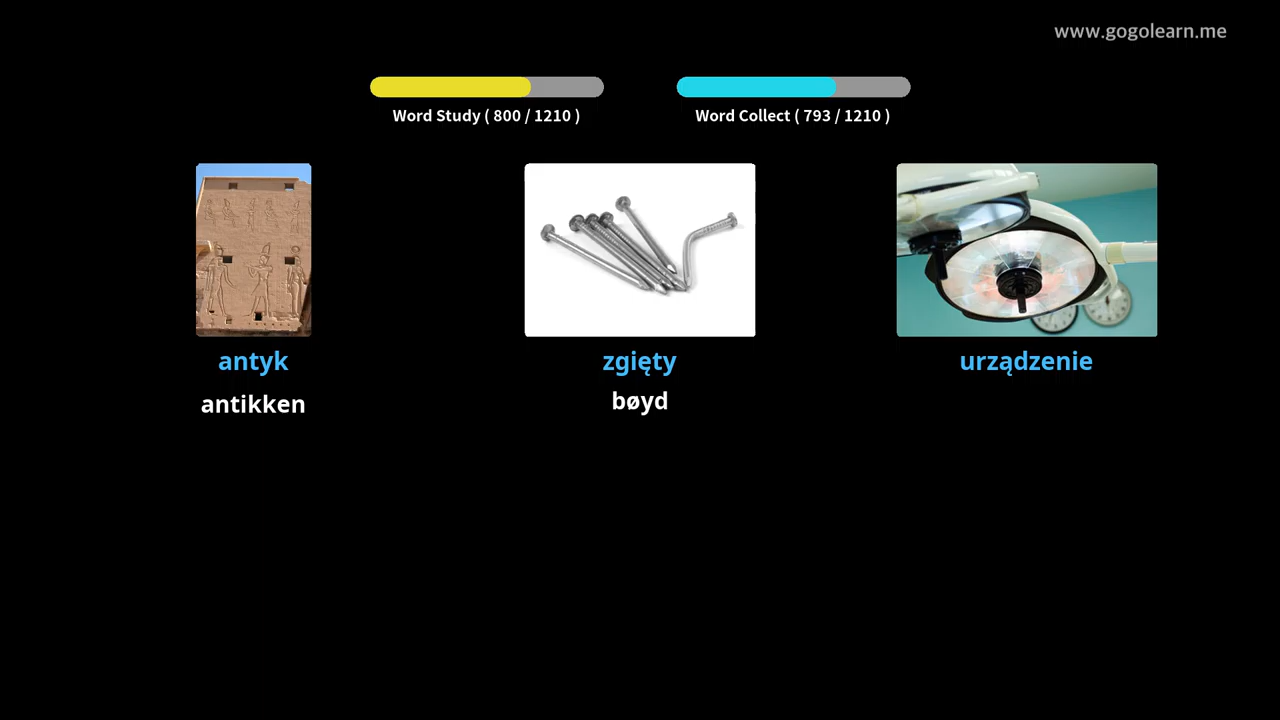 www.gogolearn.me
Word Study ( 800 / 1210 )
Word Collect ( 793 / 1210 )
antyk
antikken
zgięty
bøyd
urządzenie